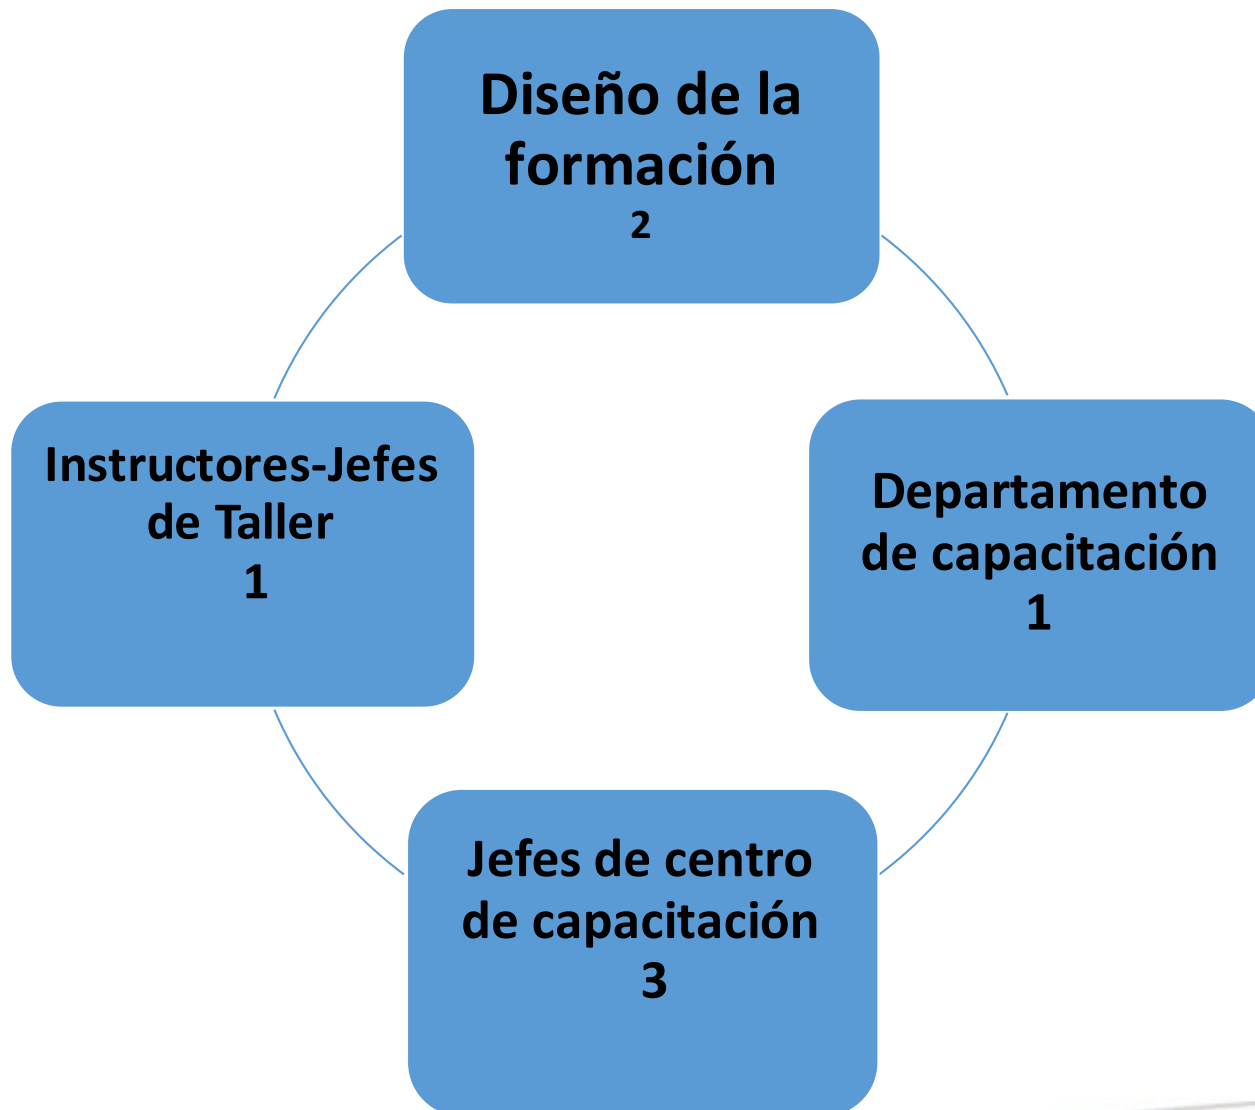 Diseño de la
formación
2
Instructores-Jefes
de Taller
1
Departamento
de capacitación
1
Jefes de centro
de capacitación
3